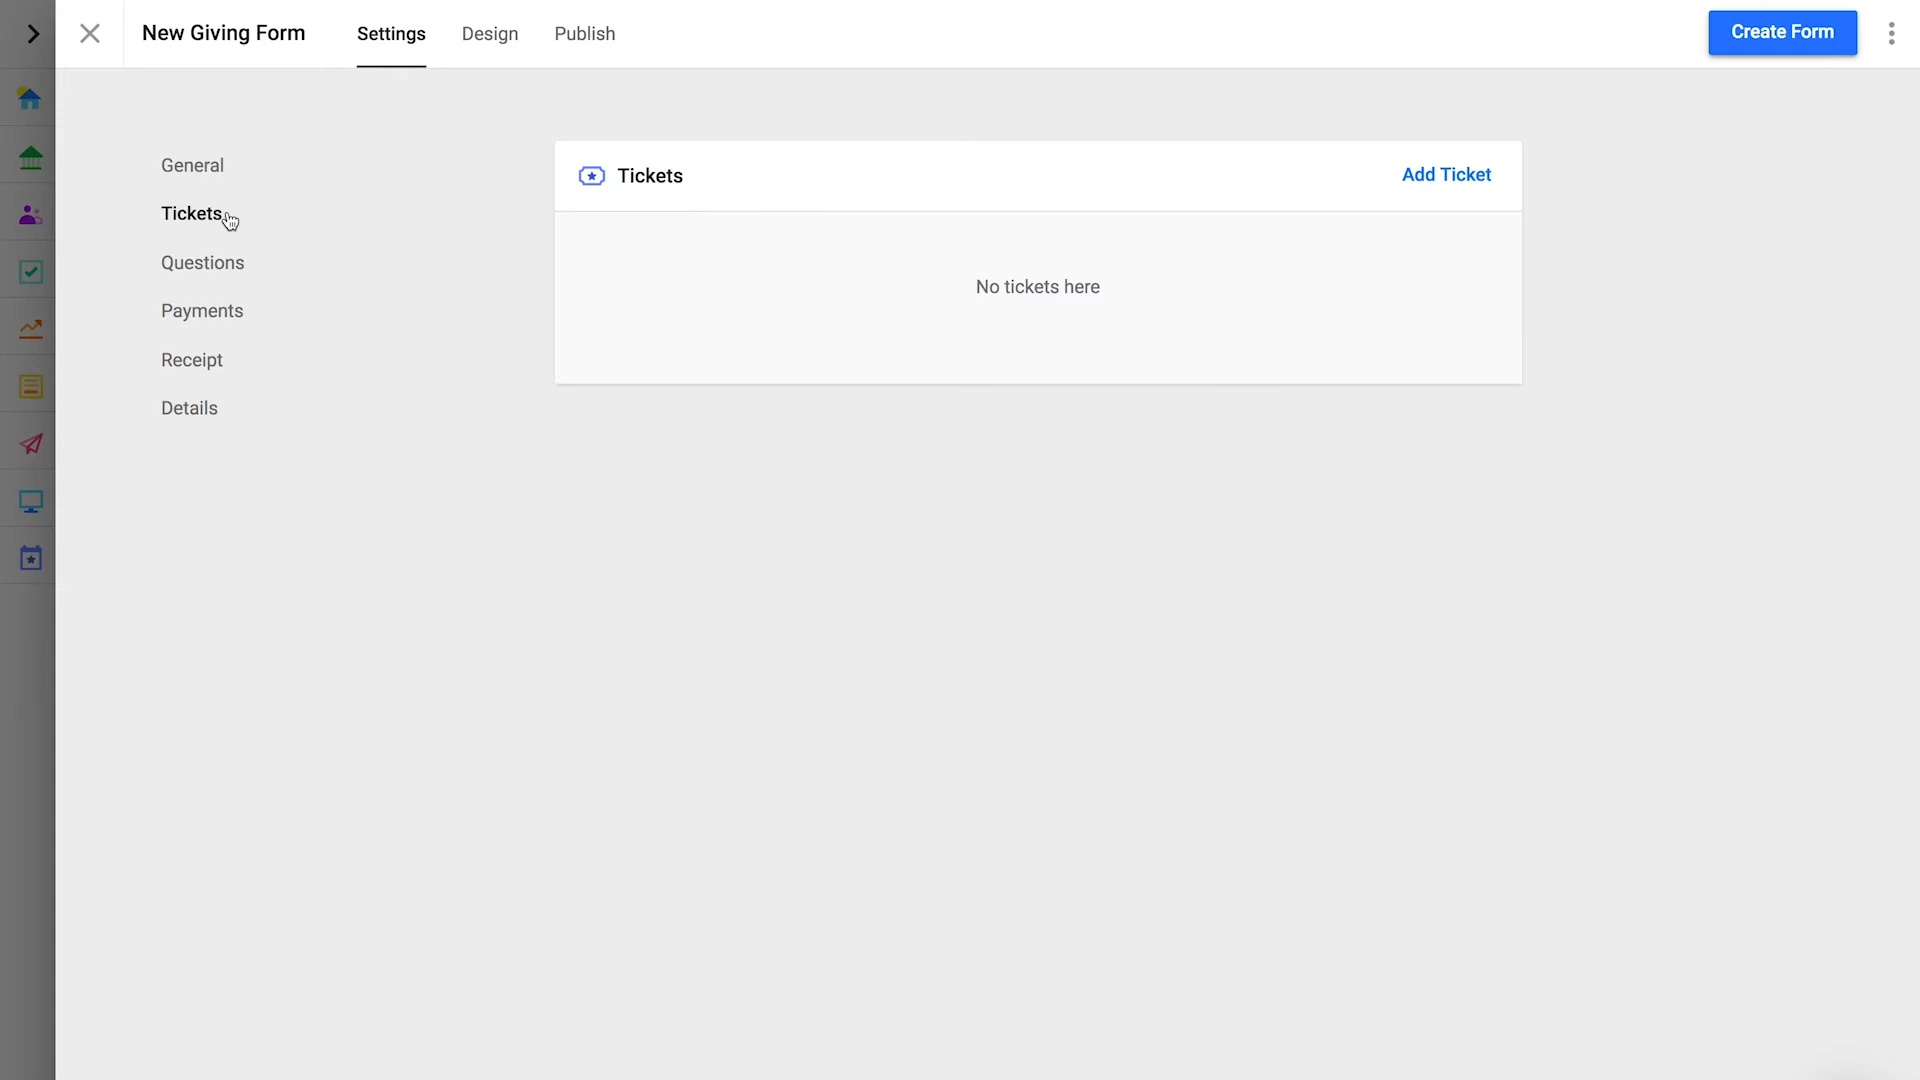 New Giving Form
Settings
Design
Publish
Create Form
General
Tickets
Questions
Payments
Receipt
Details
Tickets
Add Ticket
No tickets here